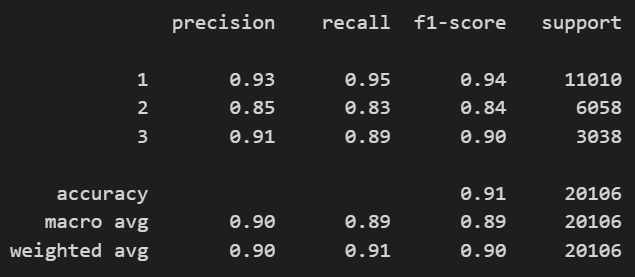 precision recall f1-score support
1 0.93 0.95 0.94 11010
2 0.85 0.83 0.84 6058
3 0.91 0.89 0.90 3038
accuracy 0.91 20106
macro avg 0.90 0.89 0.89 20106
weighted avg 0.90 0.91 0.90 20106